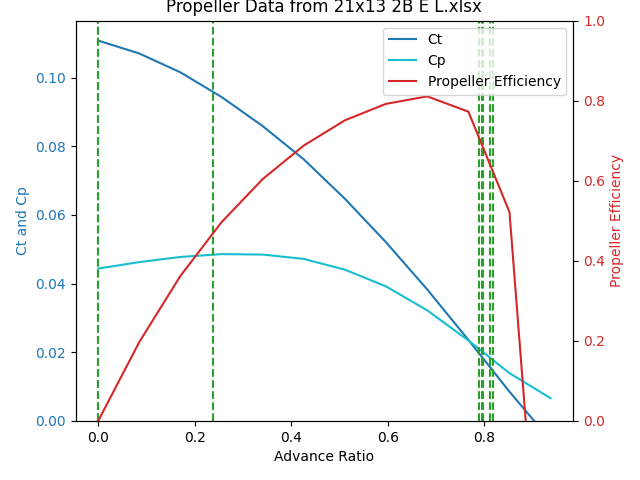 Propeller Data from 21x13 2B E L.xlsx
Ct
Cp
Propeller Efficiency
0.10
0.08
0.06
0.04
0.02
0.00
Ct and Cp
1.0
0.8
0.6
0.4
0.2
0.0
Propeller Efficiency
0.0 0.2 0.4 0.6 0.8
Advance Ratio